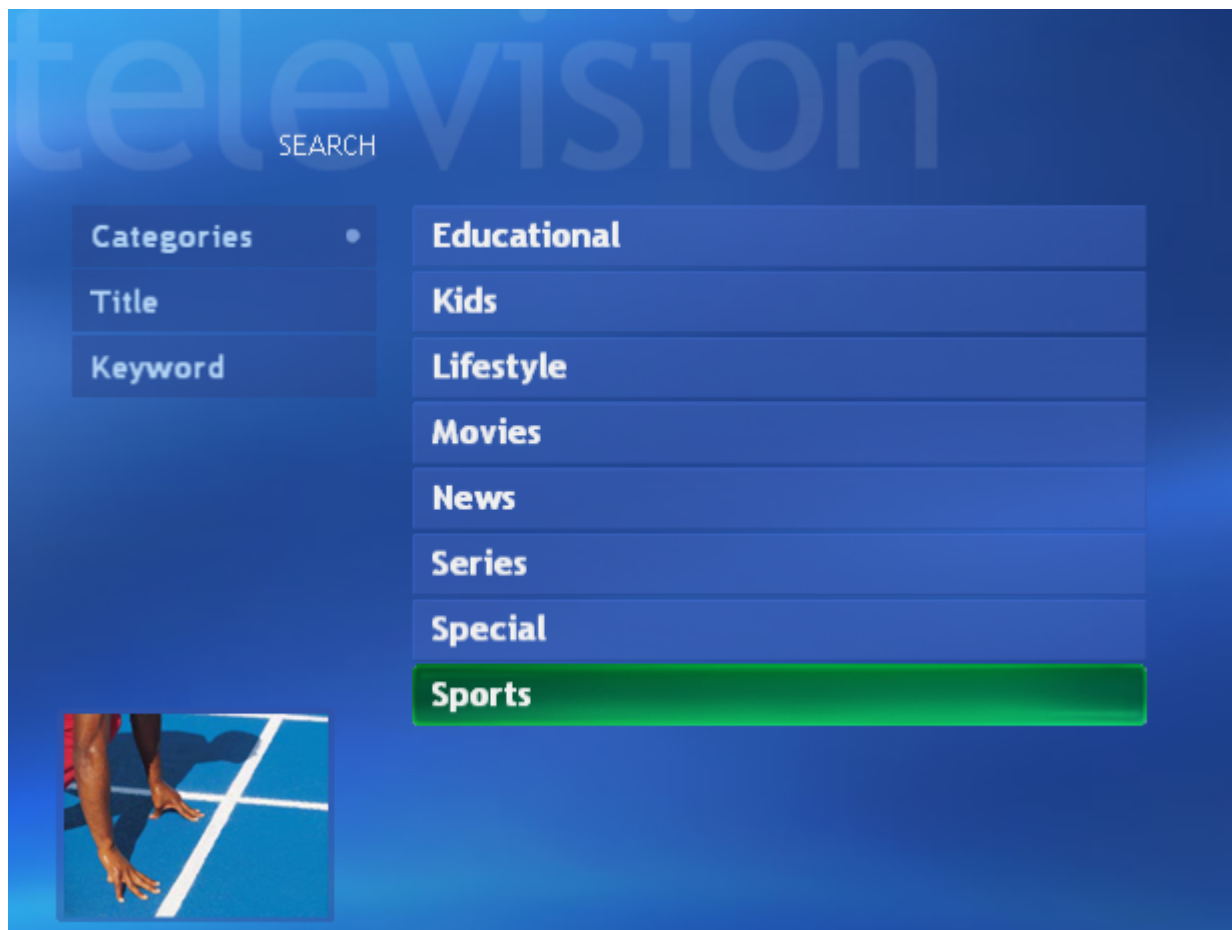 television
SEARCH
Categories
Title
Keyword
Educational
Kids
Lifestyle
Movies
News
Series
Special
Sports